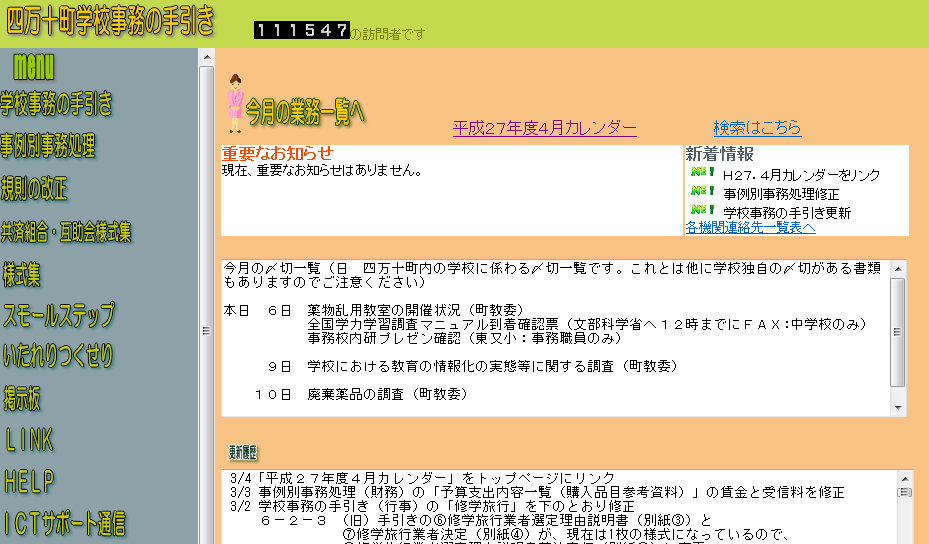 四万十町学校事務の手引き
111547の訪問者です
menu
学校事務の手引き
事例別事務処理
規則の改正
共済組合・互助会様式集
様式集
スモールステップ
いたれりつくせり
掲示板
LINK
HELP
ICTサポート通信
今月の業務一覧へ
平成27年度4月カレンダー
検索はこちら
重要なお知らせ
現在、重要なお知らせはありません。
新着情報
H27.4月カレンダーをリンク
事例別事務処理修正
学校事務の手引き更新
各機関連絡先一覧表へ
今月の〆切一覧（日　四万十町内の学校に係わる〆切一覧です。これとは他に学校独自の〆切がある書類
もありますのでご注意ください）
本日　６日　薬物乱用教室の開催状況（町教委）
全国学力学習調査マニュアル到着確認票（文部科学省へ１２時までにＦＡＸ：中学校のみ）
事務校内研プレゼン確認（東又小：事務職員のみ）
９日　学校における教育の情報化の実態等に関する調査（町教委）
１０日　廃棄薬品の調査（町教委）
更新履歴
3/4「平成２７年度４月カレンダー」をトップページにリンク
3/3 事例別事務処理（財務）の「予算支出内容一覧（購入品目参考資料）」の賃金と受信料を修正
3/2 学校事務の手引き（行事）の「修学旅行」を下のとおり修正
６－２－３　（旧）手引きの⑥修学旅行業者選定理由説明書（別紙③）と
⑦修学旅行業者決定（別紙④）が、現在は1枚の様式になっているので、